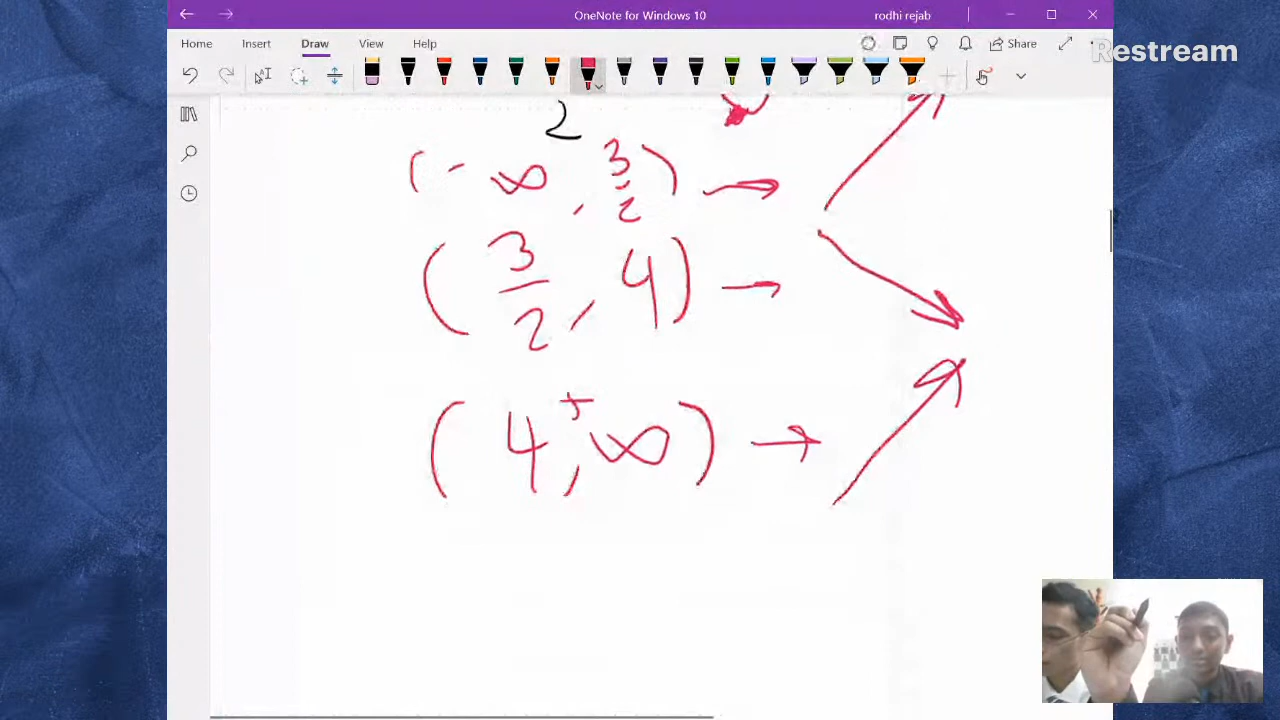 OneNote for Windows 10
rodhi rejab
Home Insert Draw View Help
Share
Restream
2
(- ∞, 3/2) →
(3/2, 4) →
(4, +∞) →